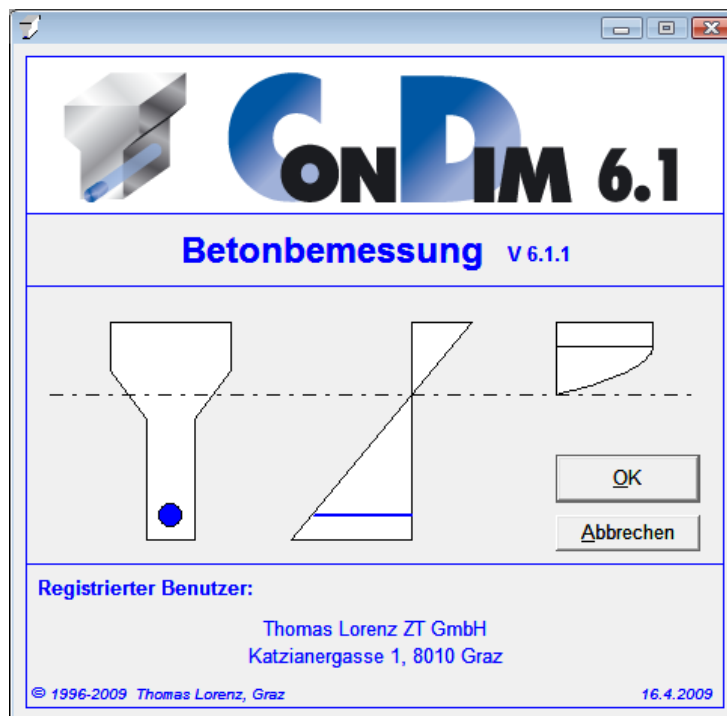 CONDIM 6.1
Betonbemessung V 6.1.1
OK
Abbrechen
Registrierter Benutzer:
Thomas Lorenz ZT GmbH
Katzianergasse 1, 8010 Graz
© 1996-2009 Thomas Lorenz, Graz 16.4.2009